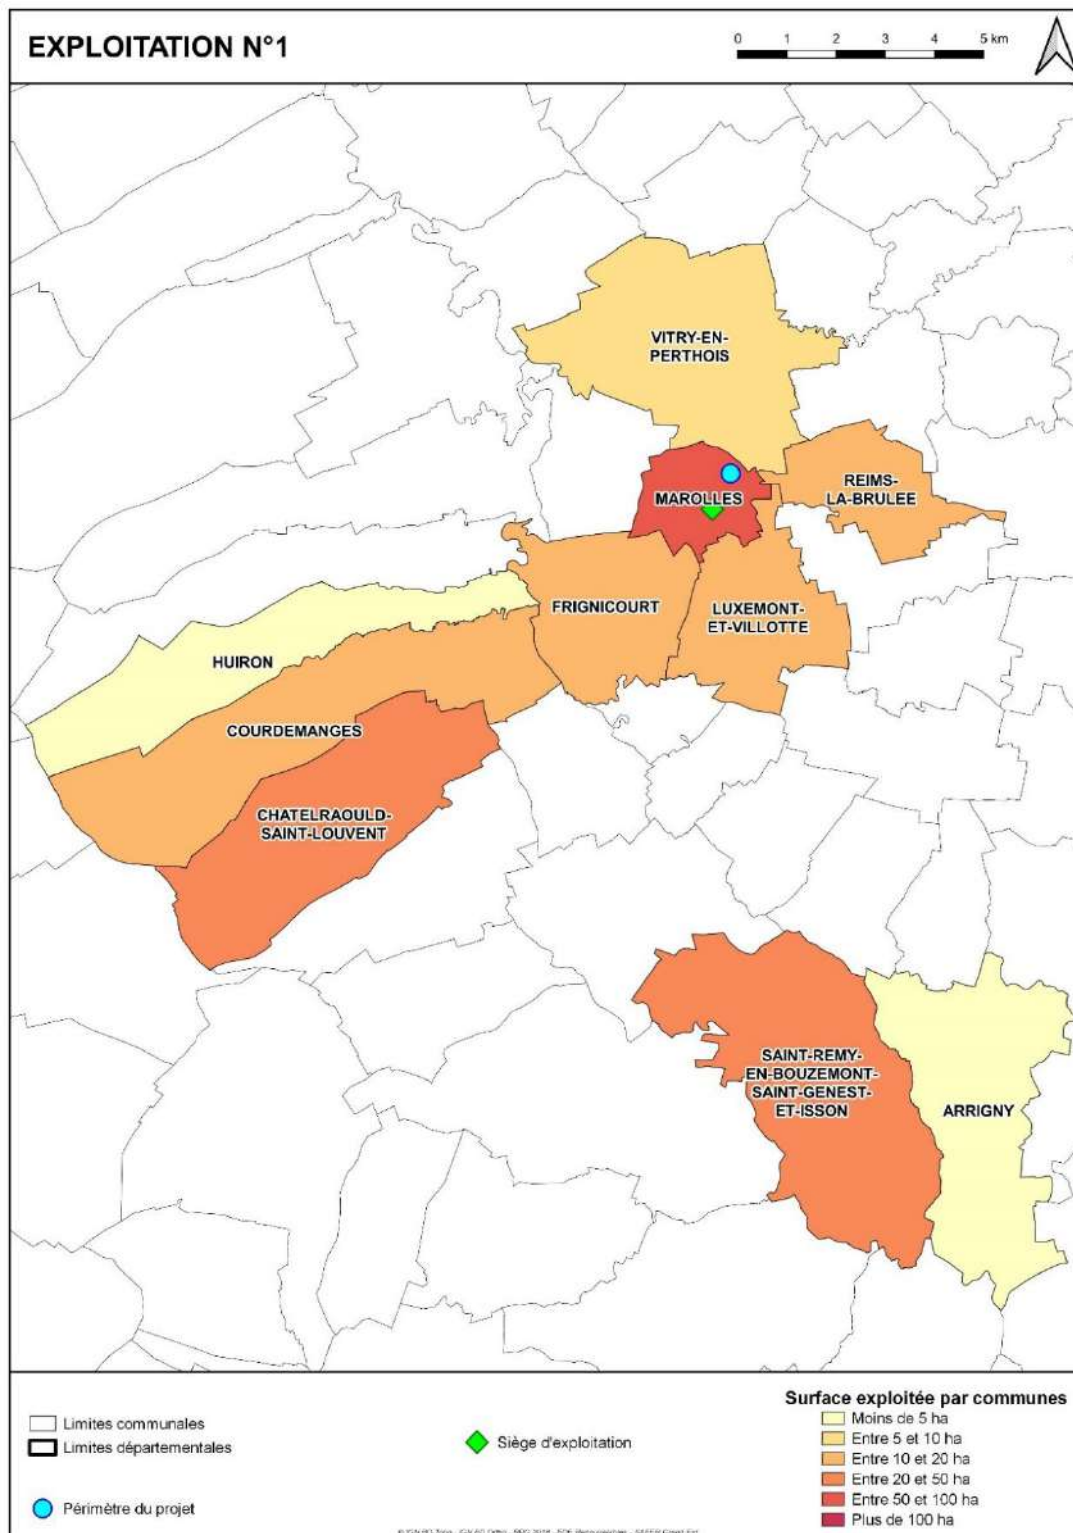 EXPLOITATION N°1
0 1 2 3 4 5 km
VITRY-EN-
PERTHOIS
MAROLLES
REIMS-
LA-BRULEE
FRIGNICOURT
LUXEMONT-
ET-VILLOTTE
HUIRON
COURDEMANGES
CHATELRAOULD-
SAINT-LOUVENT
SAINT-REMY-
EN-BOUZEMONT-
SAINT-GENEST-
ET-ISSON
ARRIGNY
Limites communales
Limites départementales
Périmètre du projet
Siège d'exploitation
Surface exploitée par communes
Moins de 5 ha
Entre 5 et 10 ha
Entre 10 et 20 ha
Entre 20 et 50 ha
Entre 50 et 100 ha
Plus de 100 ha